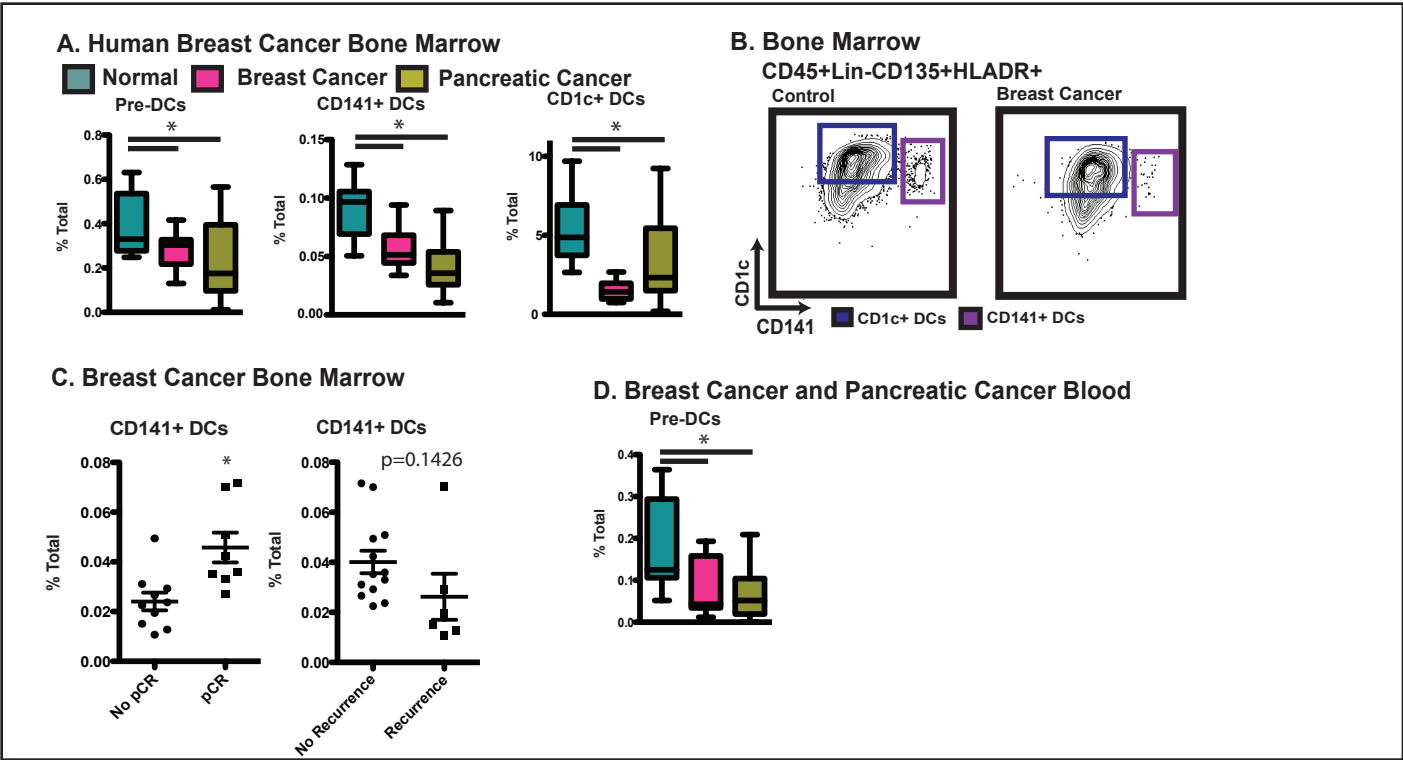 A. Human Breast Cancer Bone Marrow
Normal Breast Cancer Pancreatic Cancer
Pre-DCs
*
% Total
0.8
0.6
0.4
0.2
0.0
CD141+ DCs
*
% Total
0.15
0.10
0.05
0.00
CD1c+ DCs
*
% Total
10
5
0
B. Bone Marrow
CD45+Lin-CD135+HLADR+
Control
Breast Cancer
CD1c
CD141
CD1c+ DCs CD141+ DCs
C. Breast Cancer Bone Marrow
CD141+ DCs
*
% Total
0.08
0.06
0.04
0.02
0.00
No pCR
pCR
CD141+ DCs
p=0.1426
% Total
0.08
0.06
0.04
0.02
0.00
No Recurrence
Recurrence
D. Breast Cancer and Pancreatic Cancer Blood
Pre-DCs
*
% Total
0.4
0.3
0.2
0.1
0.0